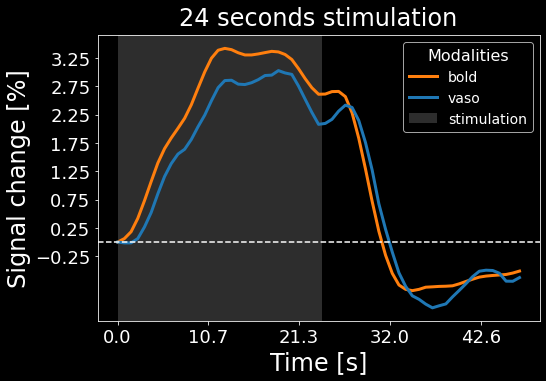 24 seconds stimulation
Signal change [%]
3.25
2.75
2.25
1.75
1.25
0.75
0.25
−0.25
Modalities
bold
vaso
stimulation
0.0 10.7 21.3 32.0 42.6
Time [s]